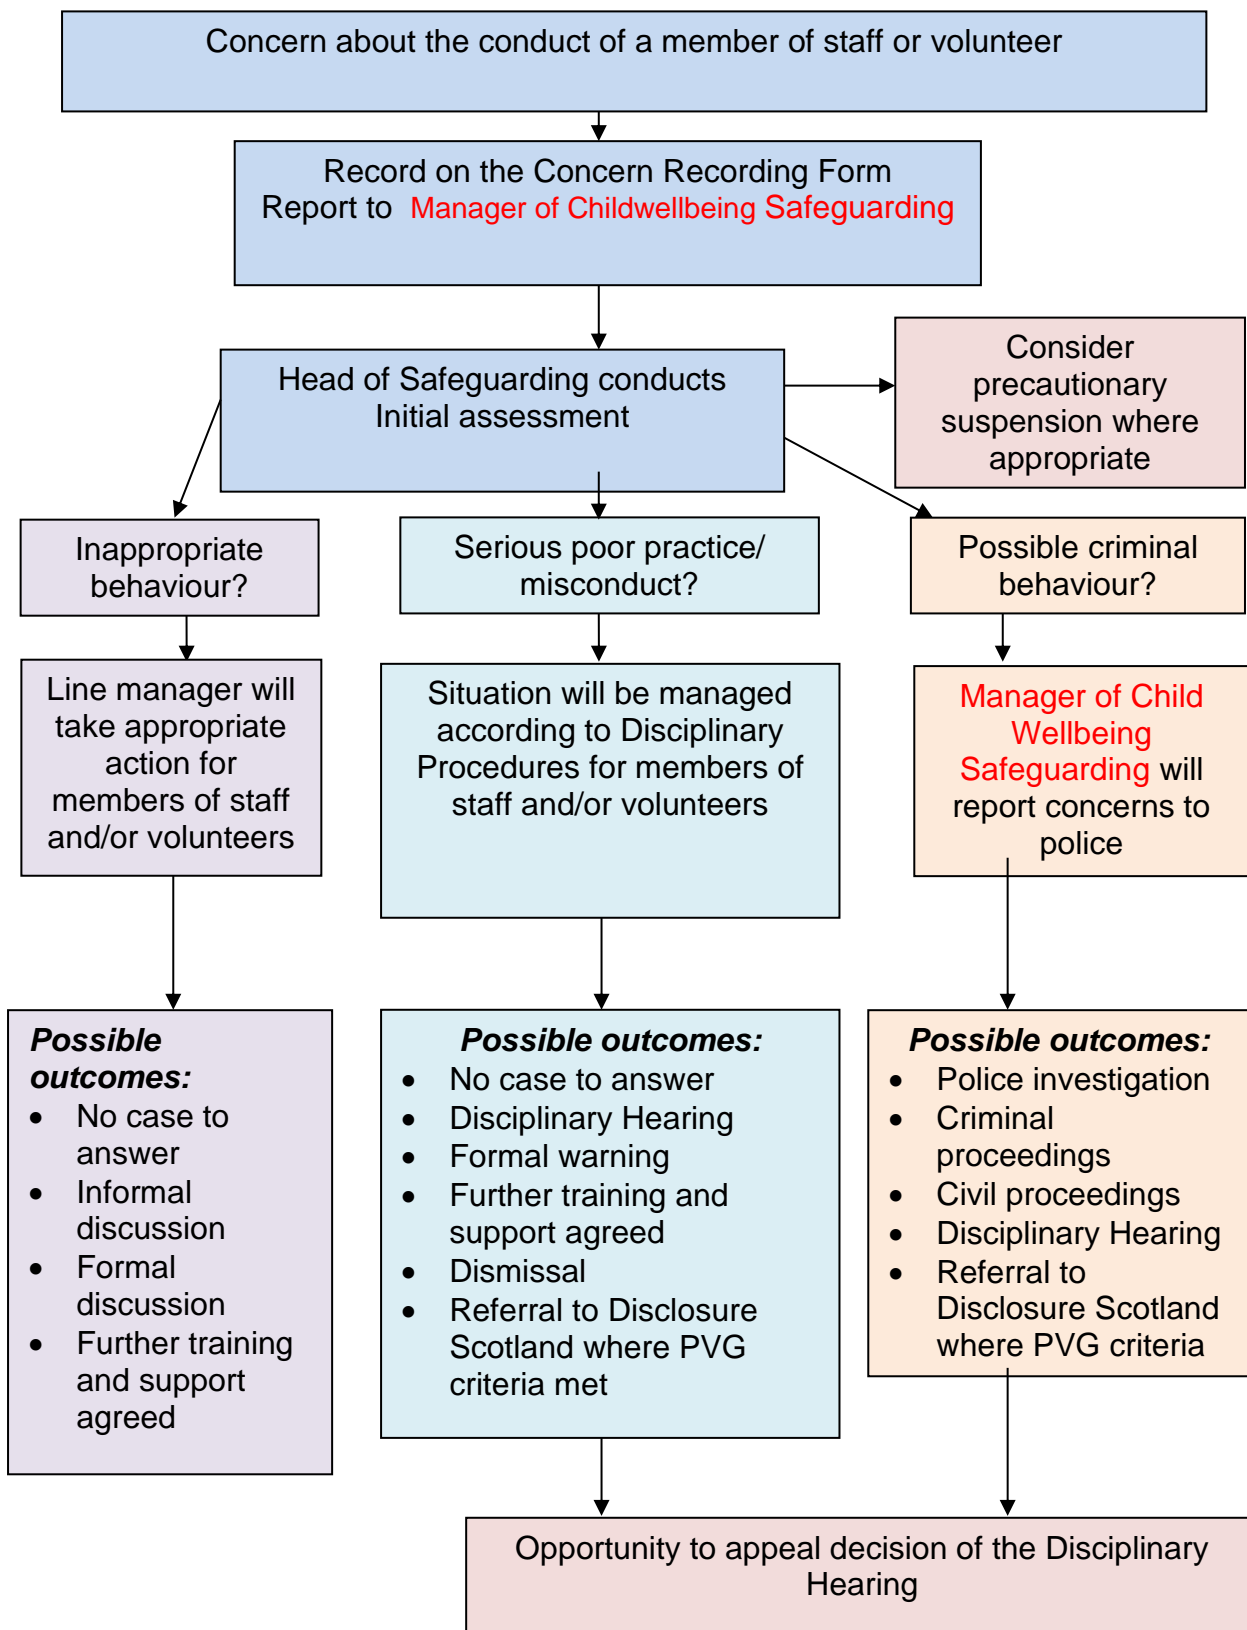 Concern about the conduct of a member of staff or volunteer
Record on the Concern Recording Form
Report to Manager of Childwellbeing Safeguarding
Head of Safeguarding conducts
Initial assessment
Consider
precautionary
suspension where
appropriate
Inappropriate
behaviour?
Serious poor practice/
misconduct?
Possible criminal
behaviour?
Line manager will
take appropriate
action for
members of staff
and/or volunteers
Situation will be managed
according to Disciplinary
Procedures for members of
staff and/or volunteers
Manager of Child
Wellbeing
Safeguarding will
report concerns to
police
Possible
outcomes:
• No case to
answer
• Informal
discussion
• Formal
discussion
• Further training
and support
agreed
Possible outcomes:
• No case to answer
• Disciplinary Hearing
• Formal warning
• Further training and
support agreed
• Dismissal
• Referral to Disclosure
Scotland where PVG
criteria met
Possible outcomes:
• Police investigation
• Criminal
proceedings
• Civil proceedings
• Disciplinary Hearing
• Referral to
Disclosure Scotland
where PVG criteria
Opportunity to appeal decision of the Disciplinary
Hearing